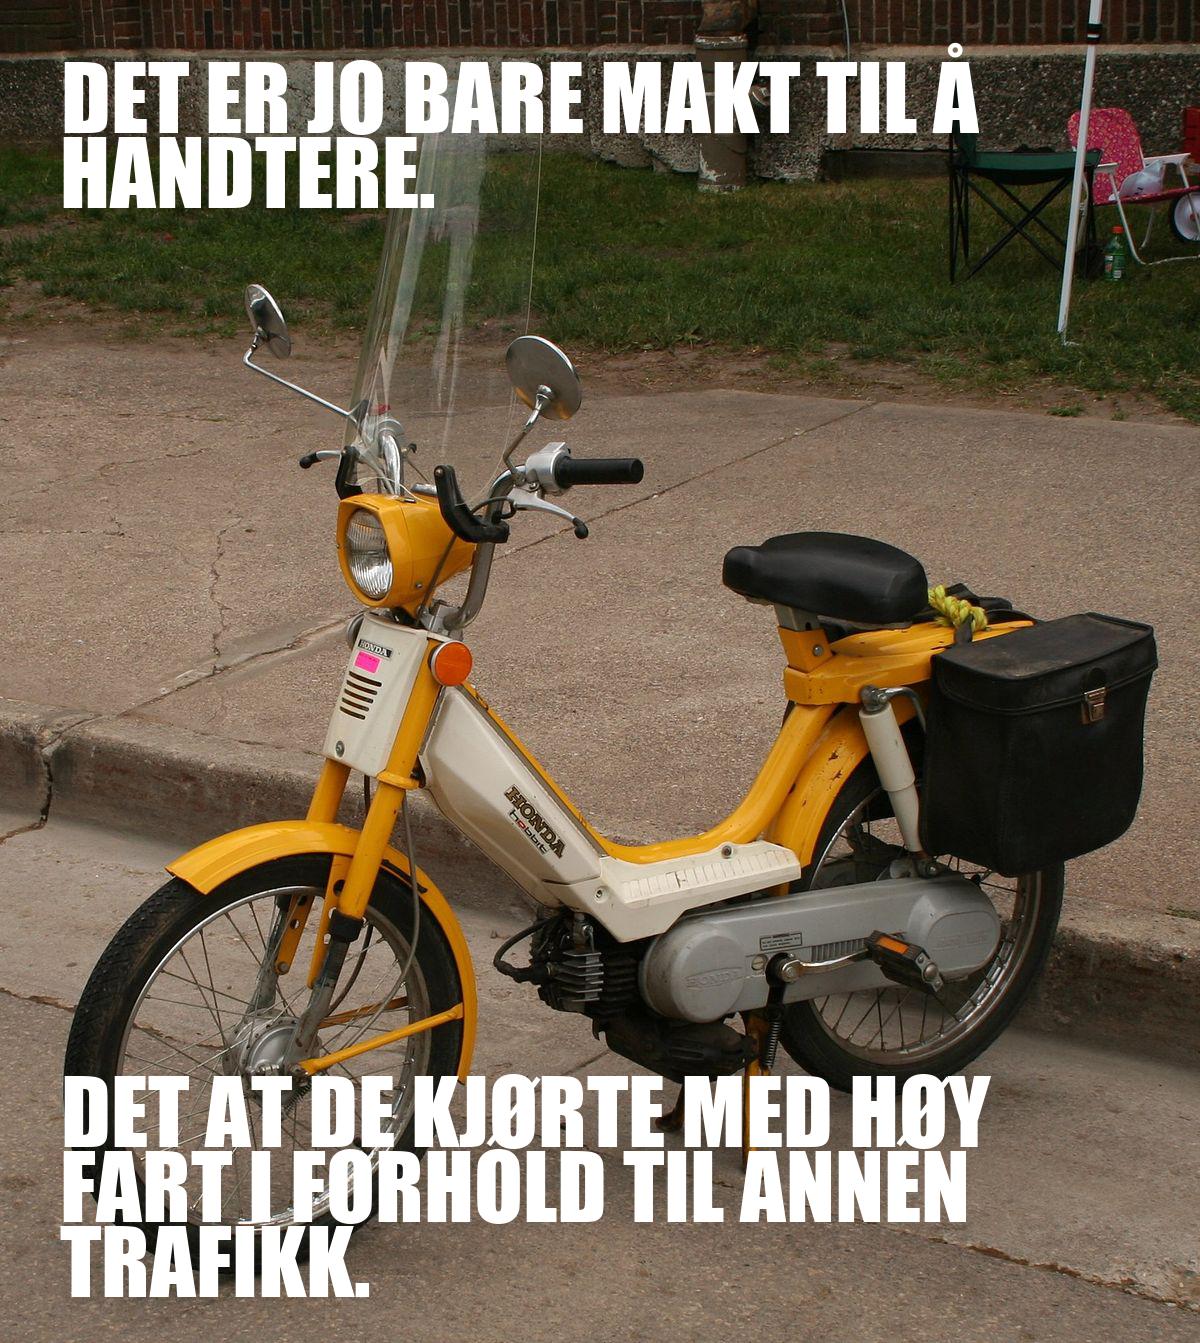 DET ER JO BARE MAKT TIL Å
HANDTERE.
HONDA
HONDA
hobbit
HONDA
DET AT DE KJØRTE MED HØY
FART I FORHOLD TIL ANNEN
TRAFIKK.